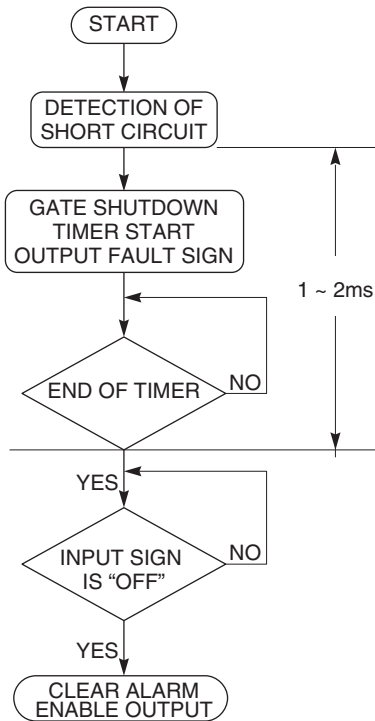 START
DETECTION OF
SHORT CIRCUIT
GATE SHUTDOWN
TIMER START
OUTPUT FAULT SIGN
1 ~ 2ms
END OF TIMER
NO
YES
INPUT SIGN
IS “OFF”
NO
YES
CLEAR ALARM
ENABLE OUTPUT